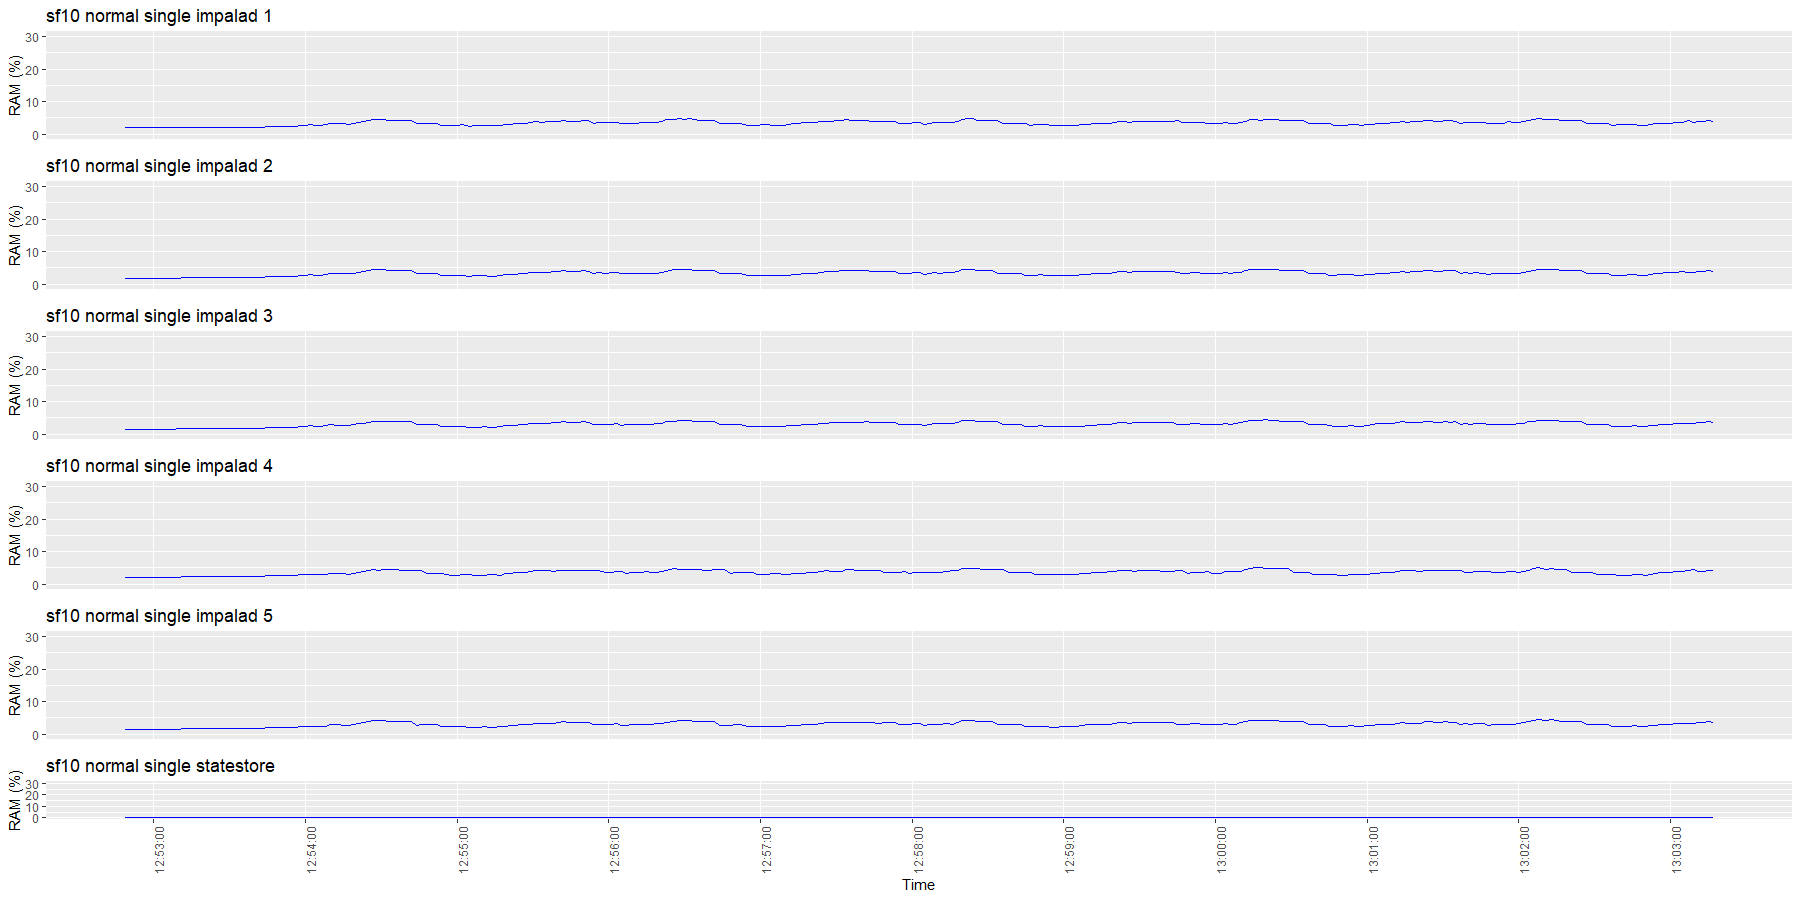 sf10 normal single impalad 1
RAM (%)
30
20
10
0
sf10 normal single impalad 2
RAM (%)
30
20
10
0
sf10 normal single impalad 3
RAM (%)
30
20
10
0
sf10 normal single impalad 4
RAM (%)
30
20
10
0
sf10 normal single impalad 5
RAM (%)
30
20
10
0
sf10 normal single statestore
RAM (%)
30
20
10
0
12:53:00
12:54:00
12:55:00
12:56:00
12:57:00
12:58:00
12:59:00
13:00:00
13:01:00
13:02:00
13:03:00
Time